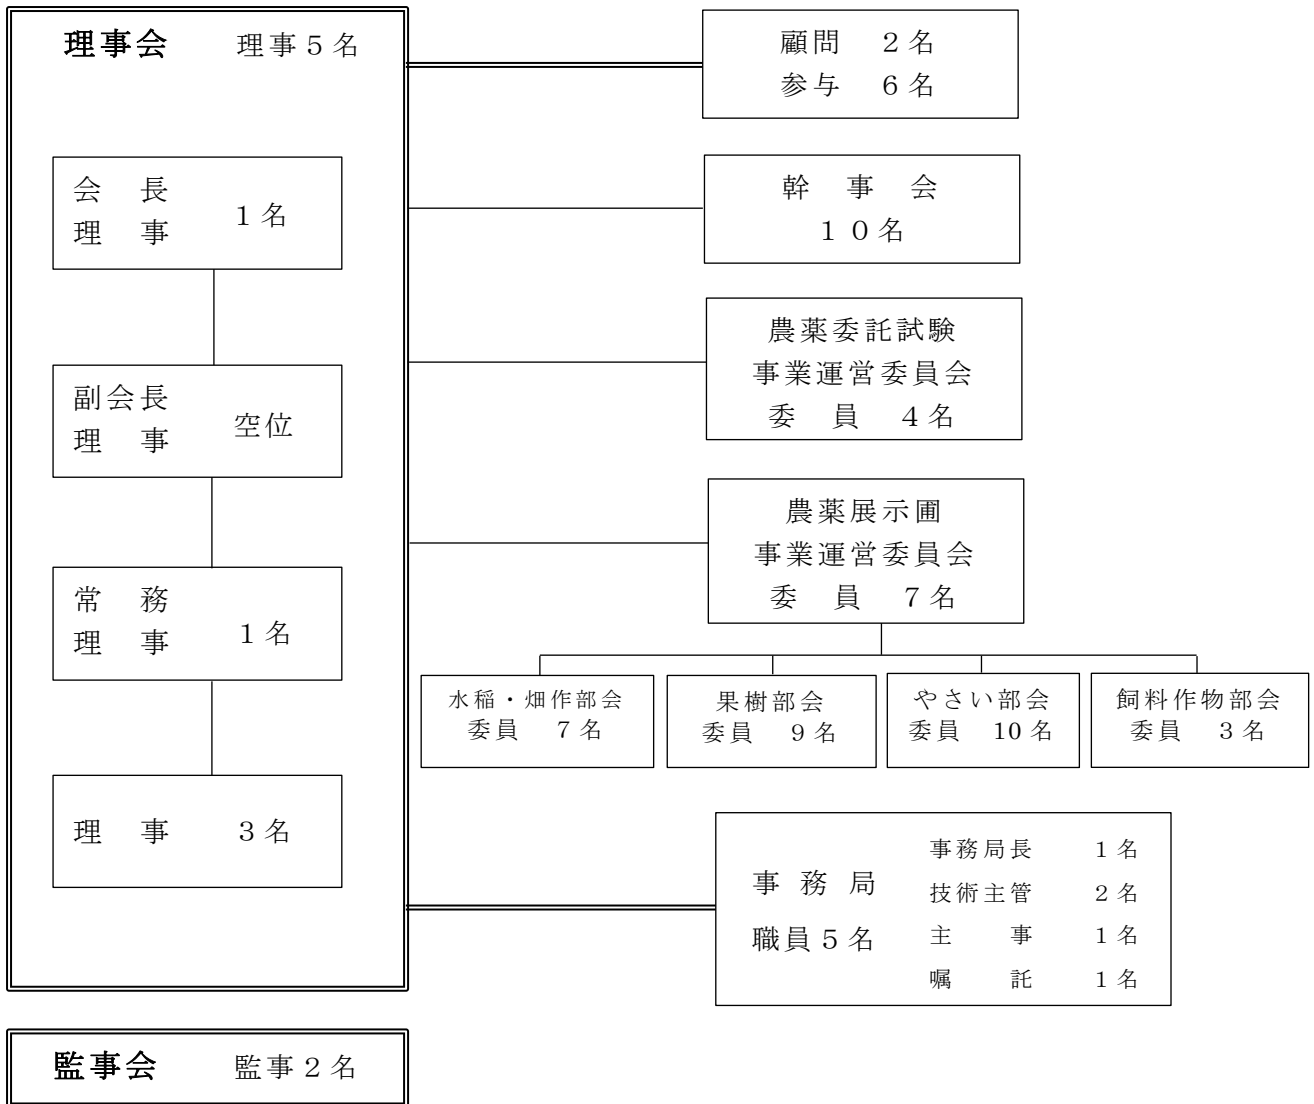 理事会 理事５名
会 長
理 事 １名
副会長
理 事 空位
常 務
理 事 １名
理 事 ３名
顧問 ２名
参与 ６名
幹 事 会
１０名
農薬委託試験
事業運営委員会
委 員 ４名
農薬展示圃
事業運営委員会
委 員 ７名
水稲・畑作部会
委員 ７名
果樹部会
委員 ９名
やさい部会
委員 10名
飼料作物部会
委員 ３名
事 務 局
職員５名
事務局長 １名
技術主管 ２名
主 事 １名
嘱 託 １名
監事会 監事２名